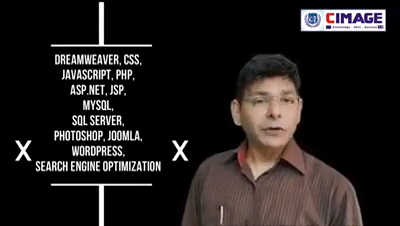 CIMAGE
DREAMWEAVER, CSS,
JAVASCRIPT, PHP,
ASP.NET, JSP,
MYSQL,
SQL SERVER,
PHOTOSHOP, JOOMLA,
X WORDPRESS, X
SEARCH ENGINE OPTIMIZATION